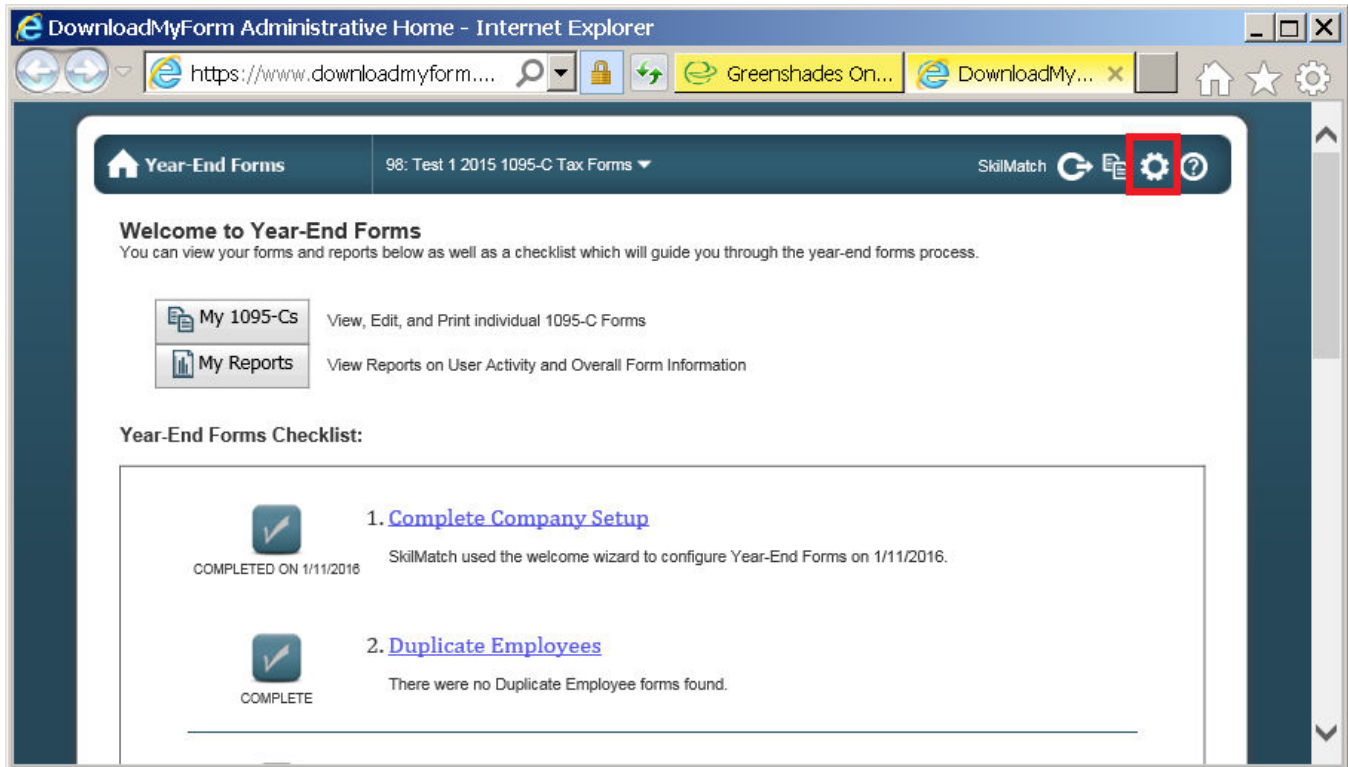 DownloadMyForm Administrative Home - Internet Explorer
https://www.downloadmyform.... Greenshades On... DownloadMy...
Year-End Forms 98: Test 1 2015 1095-C Tax Forms SkilMatch
Welcome to Year-End Forms
You can view your forms and reports below as well as a checklist which will guide you through the year-end forms process.
My 1095-Cs View, Edit, and Print individual 1095-C Forms
My Reports View Reports on User Activity and Overall Form Information
Year-End Forms Checklist:
1. Complete Company Setup
SkilMatch used the welcome wizard to configure Year-End Forms on 1/11/2016.
COMPLETED ON 1/11/2016
2. Duplicate Employees
There were no Duplicate Employee forms found.
COMPLETE